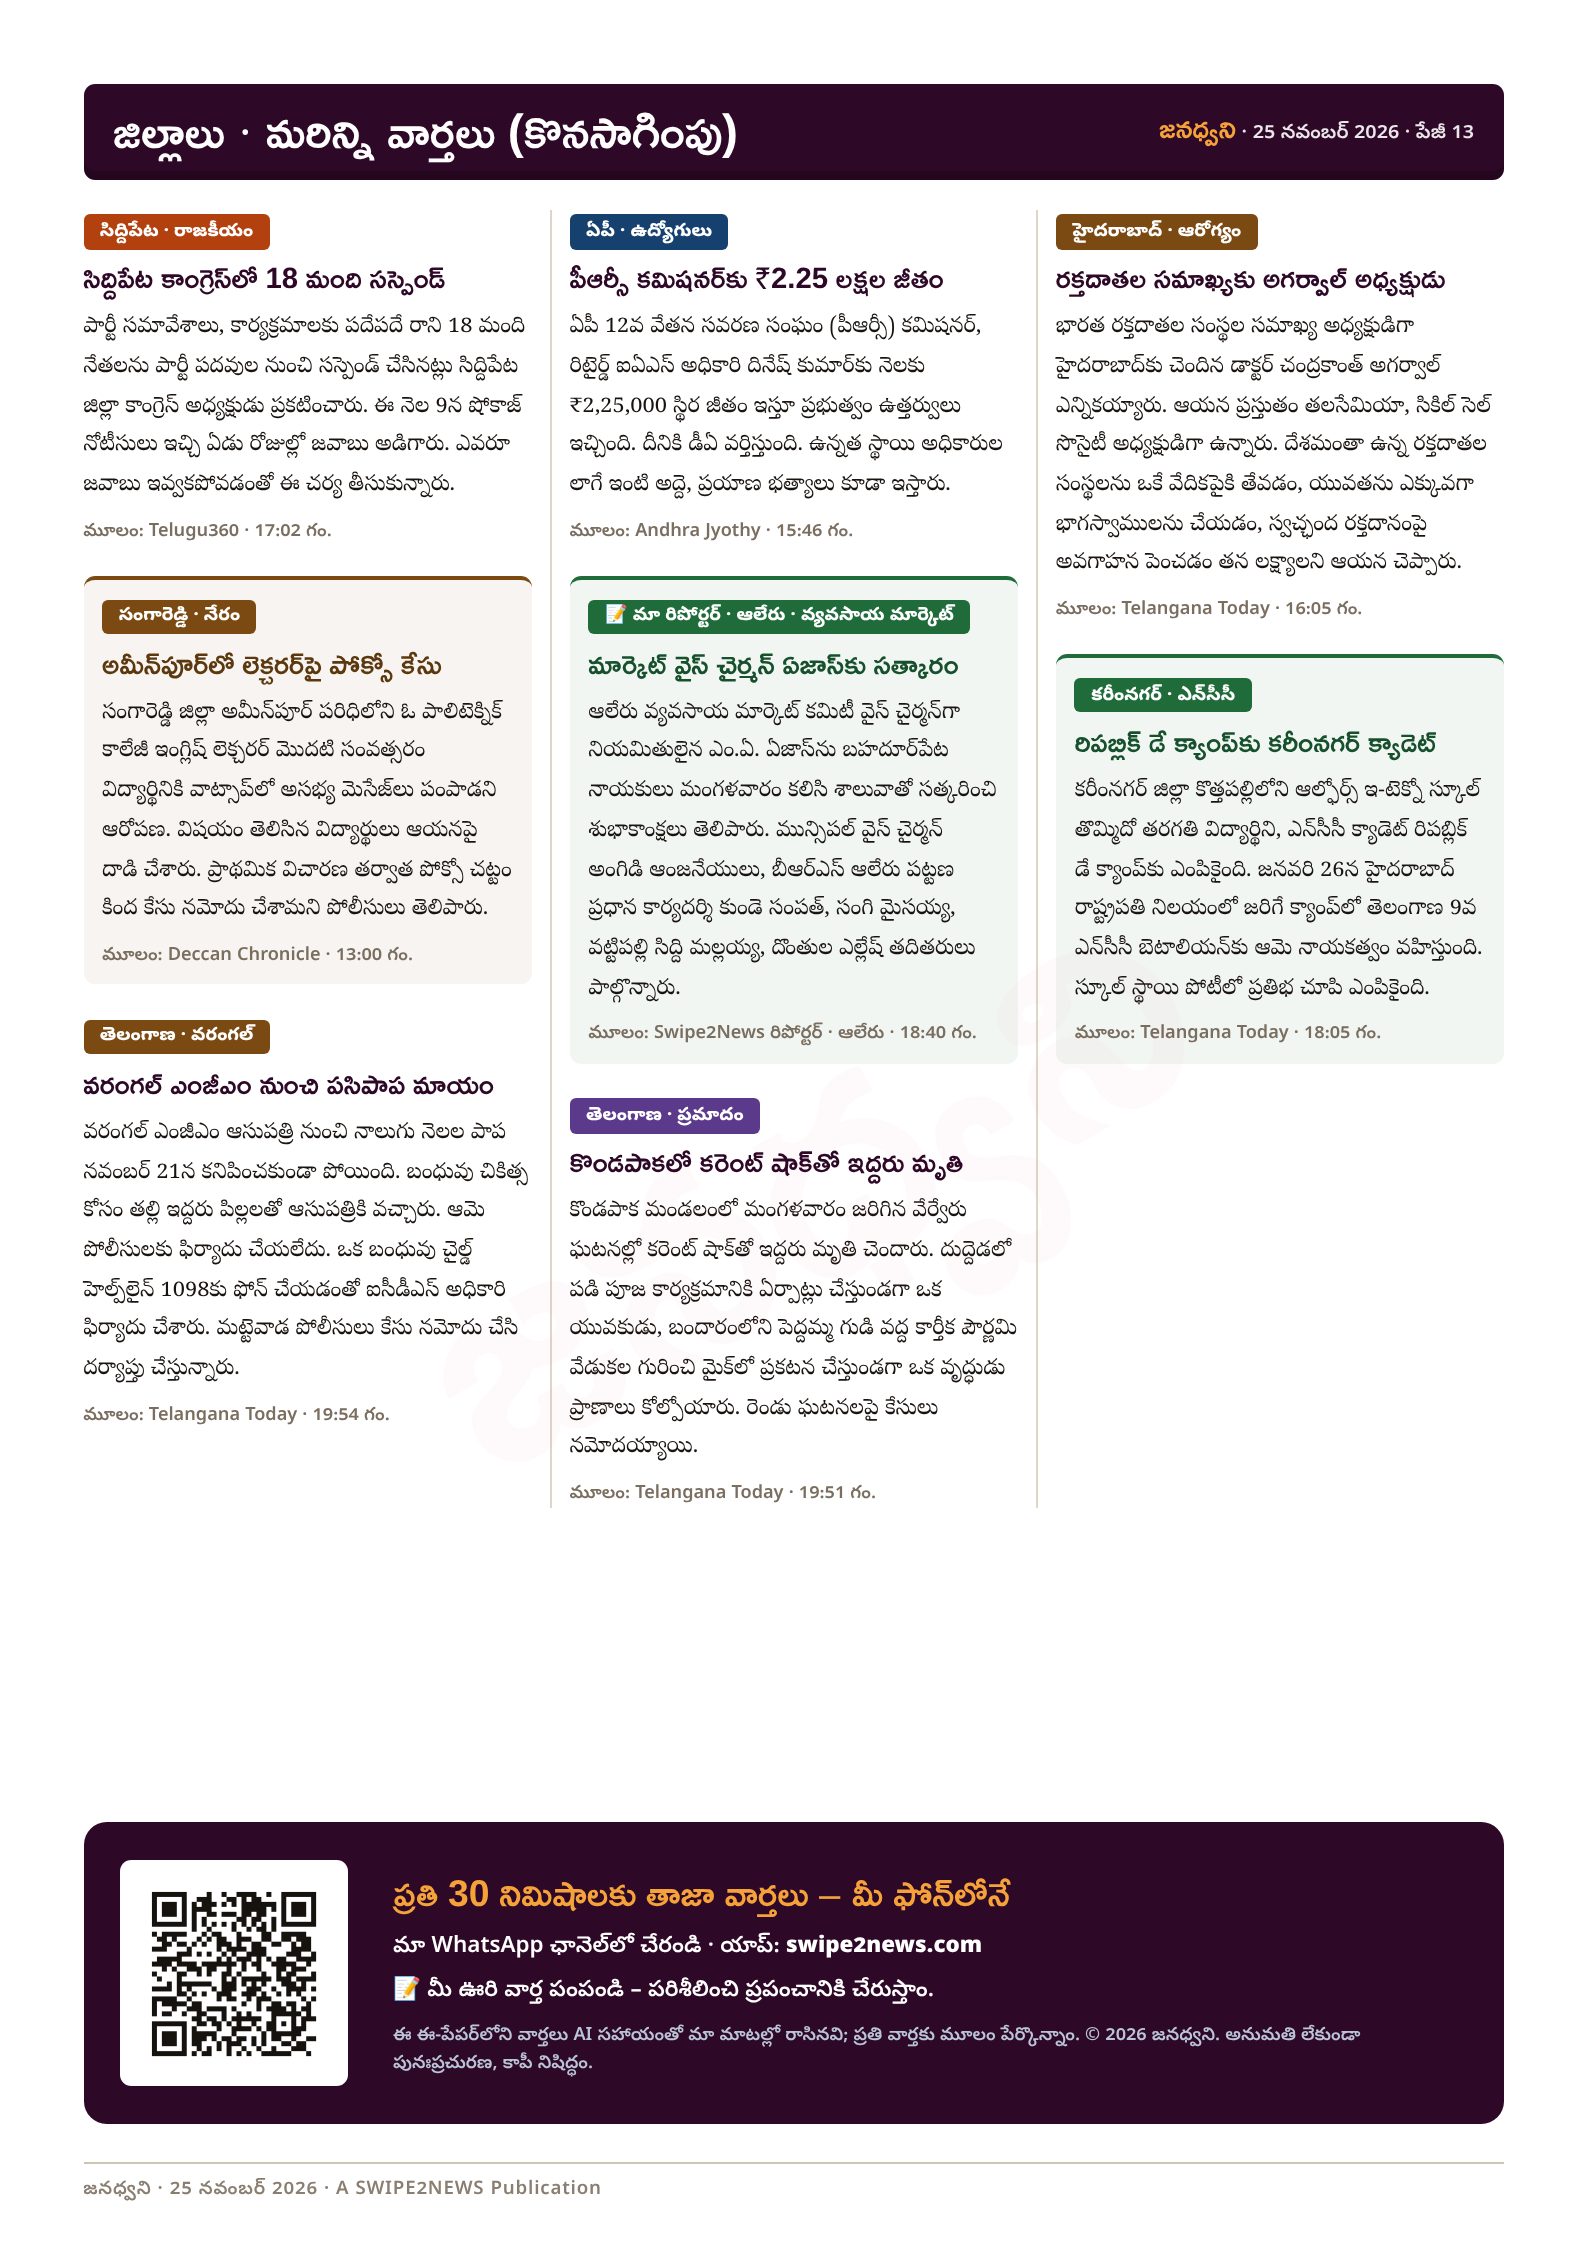 జిల్లాలు · మరిన్ని వార్తలు (కొనసాగింపు)
జనధ్వని · 25 నవంబర్ 2026 · పేజీ 13
సిద్దిపేట · రాజకీయం
సిద్దిపేట కాంగ్రెస్‌లో 18 మంది సస్పెండ్
పార్టీ సమావేశాలు, కార్యక్రమాలకు పదేపదే రాని 18 మంది
నేతలను పార్టీ పదవుల నుంచి సస్పెండ్ చేసినట్లు సిద్దిపేట
జిల్లా కాంగ్రెస్ అధ్యక్షుడు ప్రకటించారు. ఈ నెల 9న షోకాజ్
నోటీసులు ఇచ్చి ఏడు రోజుల్లో జవాబు అడిగారు. ఎవరూ
జవాబు ఇవ్వకపోవడంతో ఈ చర్య తీసుకున్నారు.
మూలం: Telugu360 · 17:02 గం.
సంగారెడ్డి · నేరం
అమీన్‌పూర్‌లో లెక్చరర్‌పై పోక్సో కేసు
సంగారెడ్డి జిల్లా అమీన్‌పూర్ పరిధిలోని ఓ పాలిటెక్నిక్
కాలేజీ ఇంగ్లిష్ లెక్చరర్ మొదటి సంవత్సరం
విద్యార్థినికి వాట్సాప్‌లో అసభ్య మెసేజ్‌లు పంపాడని
ఆరోపణ. విషయం తెలిసిన విద్యార్థులు ఆయనపై
దాడి చేశారు. ప్రాథమిక విచారణ తర్వాత పోక్సో చట్టం
కింద కేసు నమోదు చేశామని పోలీసులు తెలిపారు.
మూలం: Deccan Chronicle · 13:00 గం.
తెలంగాణ · వరంగల్
వరంగల్ ఎంజీఎం నుంచి పసిపాప మాయం
వరంగల్ ఎంజీఎం ఆసుపత్రి నుంచి నాలుగు నెలల పాప
నవంబర్ 21న కనిపించకుండా పోయింది. బంధువు చికిత్స
కోసం తల్లి ఇద్దరు పిల్లలతో ఆసుపత్రికి వచ్చారు. ఆమె
పోలీసులకు ఫిర్యాదు చేయలేదు. ఒక బంధువు చైల్డ్
హెల్ప్‌లైన్ 1098కు ఫోన్ చేయడంతో ఐసీడీఎస్ అధికారి
ఫిర్యాదు చేశారు. మట్టెవాడ పోలీసులు కేసు నమోదు చేసి
దర్యాప్తు చేస్తున్నారు.
మూలం: Telangana Today · 19:54 గం.
ఏపీ · ఉద్యోగులు
పీఆర్సీ కమిషనర్‌కు ₹2.25 లక్షల జీతం
ఏపీ 12వ వేతన సవరణ సంఘం (పీఆర్సీ) కమిషనర్,
రిటైర్డ్ ఐఏఎస్ అధికారి దినేష్ కుమార్‌కు నెలకు
₹2,25,000 స్థిర జీతం ఇస్తూ ప్రభుత్వం ఉత్తర్వులు
ఇచ్చింది. దీనికి డీఏ వర్తిస్తుంది. ఉన్నత స్థాయి అధికారుల
లాగే ఇంటి అద్దె, ప్రయాణ భత్యాలు కూడా ఇస్తారు.
మూలం: Andhra Jyothy · 15:46 గం.
📝 మా రిపోర్టర్ · ఆలేరు · వ్యవసాయ మార్కెట్
మార్కెట్ వైస్ చైర్మన్ ఏజాస్‌కు సత్కారం
ఆలేరు వ్యవసాయ మార్కెట్ కమిటీ వైస్ చైర్మన్‌గా
నియమితులైన ఎం.ఏ. ఏజాస్‌ను బహదూర్‌పేట
నాయకులు మంగళవారం కలిసి శాలువాతో సత్కరించి
శుభాకాంక్షలు తెలిపారు. మున్సిపల్ వైస్ చైర్మన్
అంగిడి ఆంజనేయులు, బీఆర్ఎస్ ఆలేరు పట్టణ
ప్రధాన కార్యదర్శి కుండె సంపత్, సంగి మైసయ్య,
వట్టిపల్లి సిద్ది మల్లయ్య, దొంతుల ఎల్లేష్ తదితరులు
పాల్గొన్నారు.
మూలం: Swipe2News రిపోర్టర్ · ఆలేరు · 18:40 గం.
తెలంగాణ · ప్రమాదం
కొండపాకలో కరెంట్ షాక్‌తో ఇద్దరు మృతి
కొండపాక మండలంలో మంగళవారం జరిగిన వేర్వేరు
ఘటనల్లో కరెంట్ షాక్‌తో ఇద్దరు మృతి చెందారు. దుద్దెడలో
పడి పూజ కార్యక్రమానికి ఏర్పాట్లు చేస్తుండగా ఒక
యువకుడు, బందారంలోని పెద్దమ్మ గుడి వద్ద కార్తీక పౌర్ణమి
వేడుకల గురించి మైక్‌లో ప్రకటన చేస్తుండగా ఒక వృద్ధుడు
ప్రాణాలు కోల్పోయారు. రెండు ఘటనలపై కేసులు
నమోదయ్యాయి.
మూలం: Telangana Today · 19:51 గం.
హైదరాబాద్ · ఆరోగ్యం
రక్తదాతల సమాఖ్యకు అగర్వాల్ అధ్యక్షుడు
భారత రక్తదాతల సంస్థల సమాఖ్య అధ్యక్షుడిగా
హైదరాబాద్‌కు చెందిన డాక్టర్ చంద్రకాంత్ అగర్వాల్
ఎన్నికయ్యారు. ఆయన ప్రస్తుతం తలసేమియా, సికిల్ సెల్
సొసైటీ అధ్యక్షుడిగా ఉన్నారు. దేశమంతా ఉన్న రక్తదాతల
సంస్థలను ఒకే వేదికపైకి తేవడం, యువతను ఎక్కువగా
భాగస్వాములను చేయడం, స్వచ్ఛంద రక్తదానంపై
అవగాహన పెంచడం తన లక్ష్యాలని ఆయన చెప్పారు.
మూలం: Telangana Today · 16:05 గం.
కరీంనగర్ · ఎన్‌సీసీ
రిపబ్లిక్ డే క్యాంప్‌కు కరీంనగర్ క్యాడెట్
కరీంనగర్ జిల్లా కొత్తపల్లిలోని ఆల్ఫోర్స్ ఇ-టెక్నో స్కూల్
తొమ్మిదో తరగతి విద్యార్థిని, ఎన్‌సీసీ క్యాడెట్ రిపబ్లిక్
డే క్యాంప్‌కు ఎంపికైంది. జనవరి 26న హైదరాబాద్
రాష్ట్రపతి నిలయంలో జరిగే క్యాంప్‌లో తెలంగాణ 9వ
ఎన్‌సీసీ బెటాలియన్‌కు ఆమె నాయకత్వం వహిస్తుంది.
స్కూల్ స్థాయి పోటీలో ప్రతిభ చూపి ఎంపికైంది.
మూలం: Telangana Today · 18:05 గం.
జనధ్వని
ప్రతి 30 నిమిషాలకు తాజా వార్తలు — మీ ఫోన్‌లోనే
మా WhatsApp ఛానెల్‌లో చేరండి · యాప్: swipe2news.com
📝 మీ ఊరి వార్త పంపండి – పరిశీలించి ప్రపంచానికి చేరుస్తాం.
ఈ ఈ-పేపర్‌లోని వార్తలు AI సహాయంతో మా మాటల్లో రాసినవి; ప్రతి వార్తకు మూలం పేర్కొన్నాం. © 2026 జనధ్వని. అనుమతి లేకుండా
పునఃప్రచురణ, కాపీ నిషిద్ధం.
జనధ్వని · 25 నవంబర్ 2026 · A SWIPE2NEWS Publication